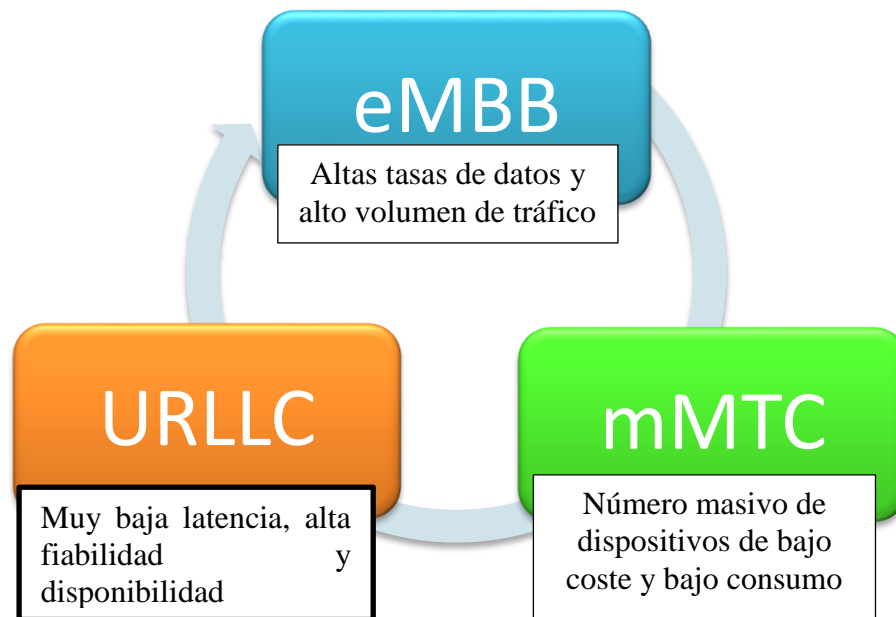 eMBB
Altas tasas de datos y
alto volumen de tráfico
URLLC
Muy baja latencia, alta
fiabilidad y
disponibilidad
mMTC
Número masivo de
dispositivos de bajo
coste y bajo consumo